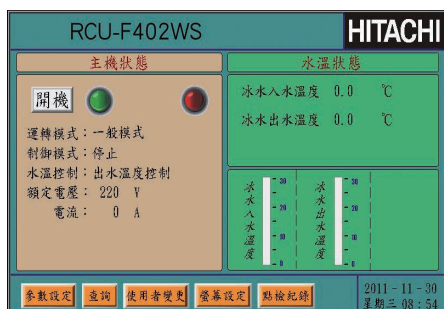 RCU-F402WS
HITACHI
主機狀態
水溫狀態
開機
運轉模式：一般模式
制御模式：停止
水溫控制：出水溫度控制
額定電壓： 220 V
電流： 0 A
冰水入水溫度 0.0 ℃
冰水出水溫度 0.0 ℃
冰水入水溫度
30
20
10
0
冰水出水溫度
30
20
10
0
參數設定
查詢
使用者變更
螢幕設定
點檢紀錄
2011-11-30
星期三 08:54